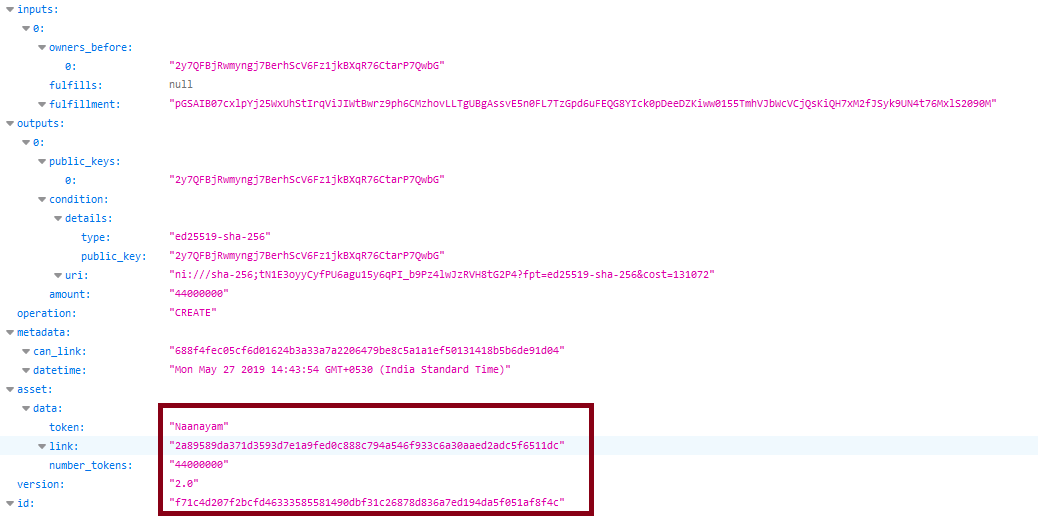 inputs:
0:
owners_before:
0: "2y7QFBjRwmyngj7BerhScV6Fz1jkBXqR76CtarP7QwbG"
fulfills: null
fulfillment: "pGSAIB07cxlpYj25WxUhStIrqViJIWtBwrz9ph6CMzhovLLTgUBgAssvE5n0FL7TzGpd6uFEQG8YIck0pDeeDZKiww0155TmhVJbWcVCjQsKiQH7xM2fJSyk9UN4t76MxlS2090M"
outputs:
0:
public_keys:
0: "2y7QFBjRwmyngj7BerhScV6Fz1jkBXqR76CtarP7QwbG"
condition:
details:
type: "ed25519-sha-256"
public_key: "2y7QFBjRwmyngj7BerhScV6Fz1jkBXqR76CtarP7QwbG"
uri: "ni:///sha-256;tN1E3oyyCyfPU6agu15y6qPI_b9Pz4lWJzRVH8tG2P4?fpt=ed25519-sha-256&cost=131072"
amount: "44000000"
operation: "CREATE"
metadata:
can_link: "688f4fec05cf6d01624b3a33a7a2206479be8c5a1a1ef50131418b5b6de91d04"
datetime: "Mon May 27 2019 14:43:54 GMT+0530 (India Standard Time)"
asset:
data:
token: "Naanayam"
link: "2a89589da371d3593d7e1a9fed0c888c794a546f933c6a30aaed2adc5f6511dc"
number_tokens: "44000000"
version: "2.0"
id: "f71c4d207f2bcfd46333585581490dbf31c26878d836a7ed194da5f051af8f4c"